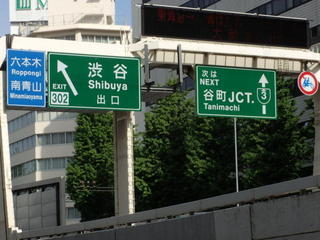 六本木
Roppongi
南青山
Minamiaoyama
渋谷
Shibuya
EXIT
302
出口
次は
NEXT
谷町JCT.
Tanimachi
3